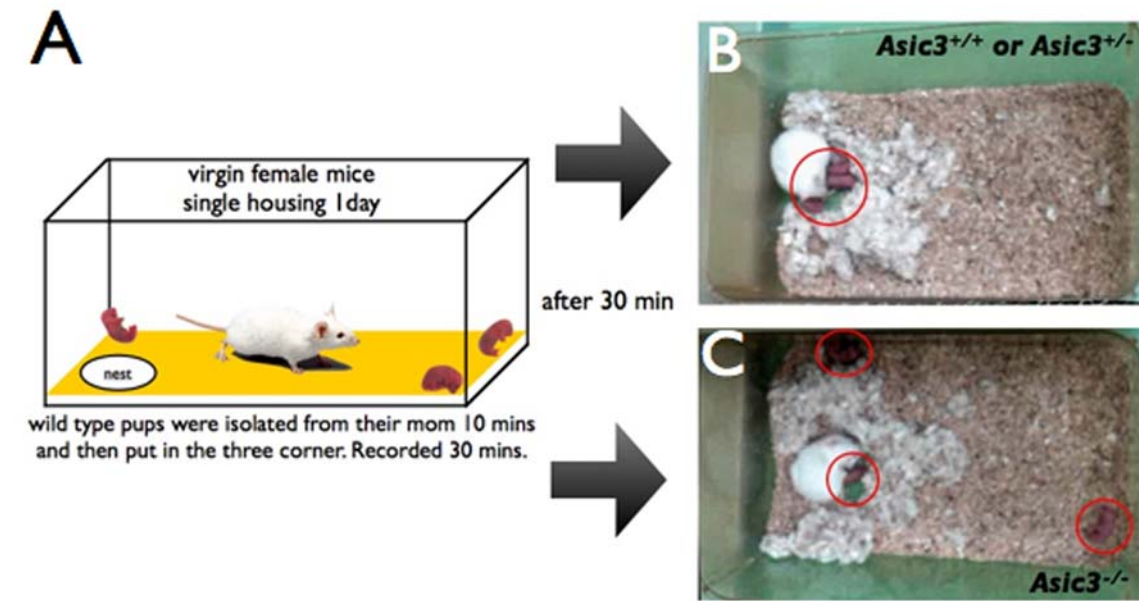 A
virgin female mice
single housing 1day
nest
wild type pups were isolated from their mom 10 mins
and then put in the three corner. Recorded 30 mins.
after 30 min
B
Asic3+/+ or Asic3+/-
C
Asic3-/-